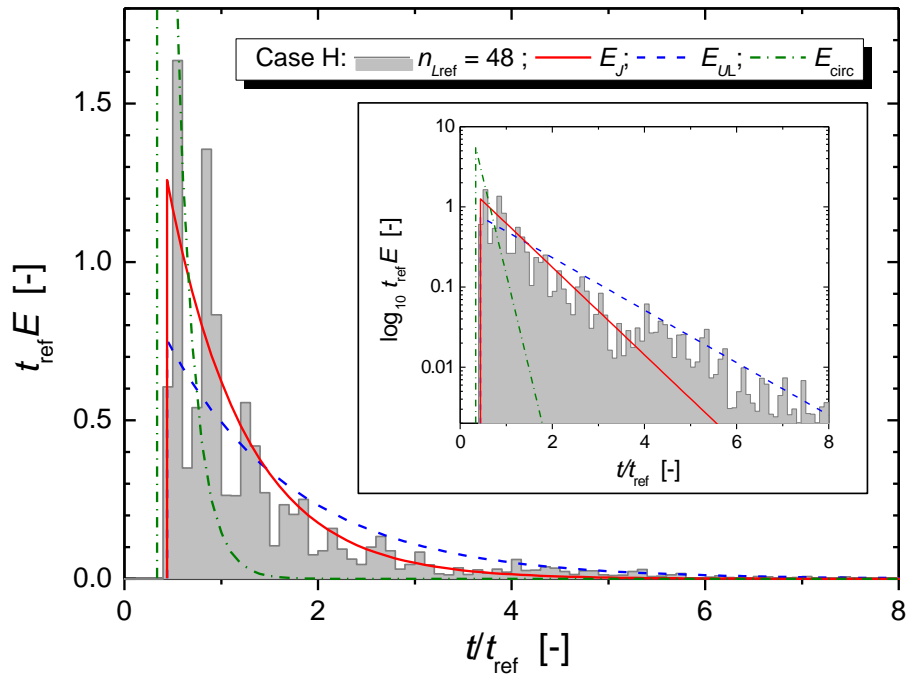 Case H: n_Lref = 48 ; E_J; E_UL; E_circ
1.5
1.0
0.5
0.0
t_ref E [-]
0 2 4 6 8
t/t_ref [-]
10
1
0.1
0.01
log_10 t_ref E [-]
0 2 4 6 8
t/t_ref [-]